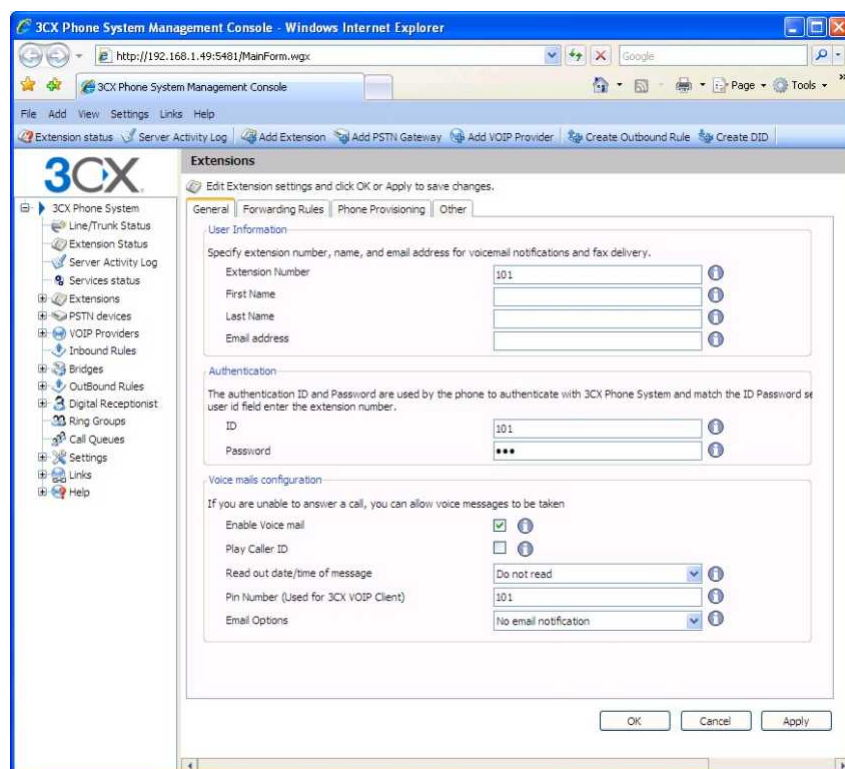 3CX Phone System Management Console - Windows Internet Explorer
http://192.168.1.49:5481/MainForm.wgx
Google
3CX Phone System Management Console
Page
Tools
»
File Add View Settings Links Help
Extension status Server Activity Log Add Extension Add PSTN Gateway Add VOIP Provider Create Outbound Rule Create DID
3CX
Extensions
Edit Extension settings and click OK or Apply to save changes.
3CX Phone System
Line/Trunk Status
Extension Status
Server Activity Log
Services status
Extensions
PSTN devices
VOIP Providers
Inbound Rules
Bridges
OutBound Rules
Digital Receptionist
Ring Groups
Call Queues
Settings
Links
Help
General Forwarding Rules Phone Provisioning Other
User Information
Specify extension number, name, and email address for voicemail notifications and fax delivery.
Extension Number 101
First Name
Last Name
Email address
Authentication
The authentication ID and Password are used by the phone to authenticate with 3CX Phone System and match the ID Password se
user id field enter the extension number.
ID 101
Password •••
Voice mails configuration
If you are unable to answer a call, you can allow voice messages to be taken
Enable Voice mail
Play Caller ID
Read out date/time of message Do not read
Pin Number (Used for 3CX VOIP Client) 101
Email Options No email notification
OK Cancel Apply